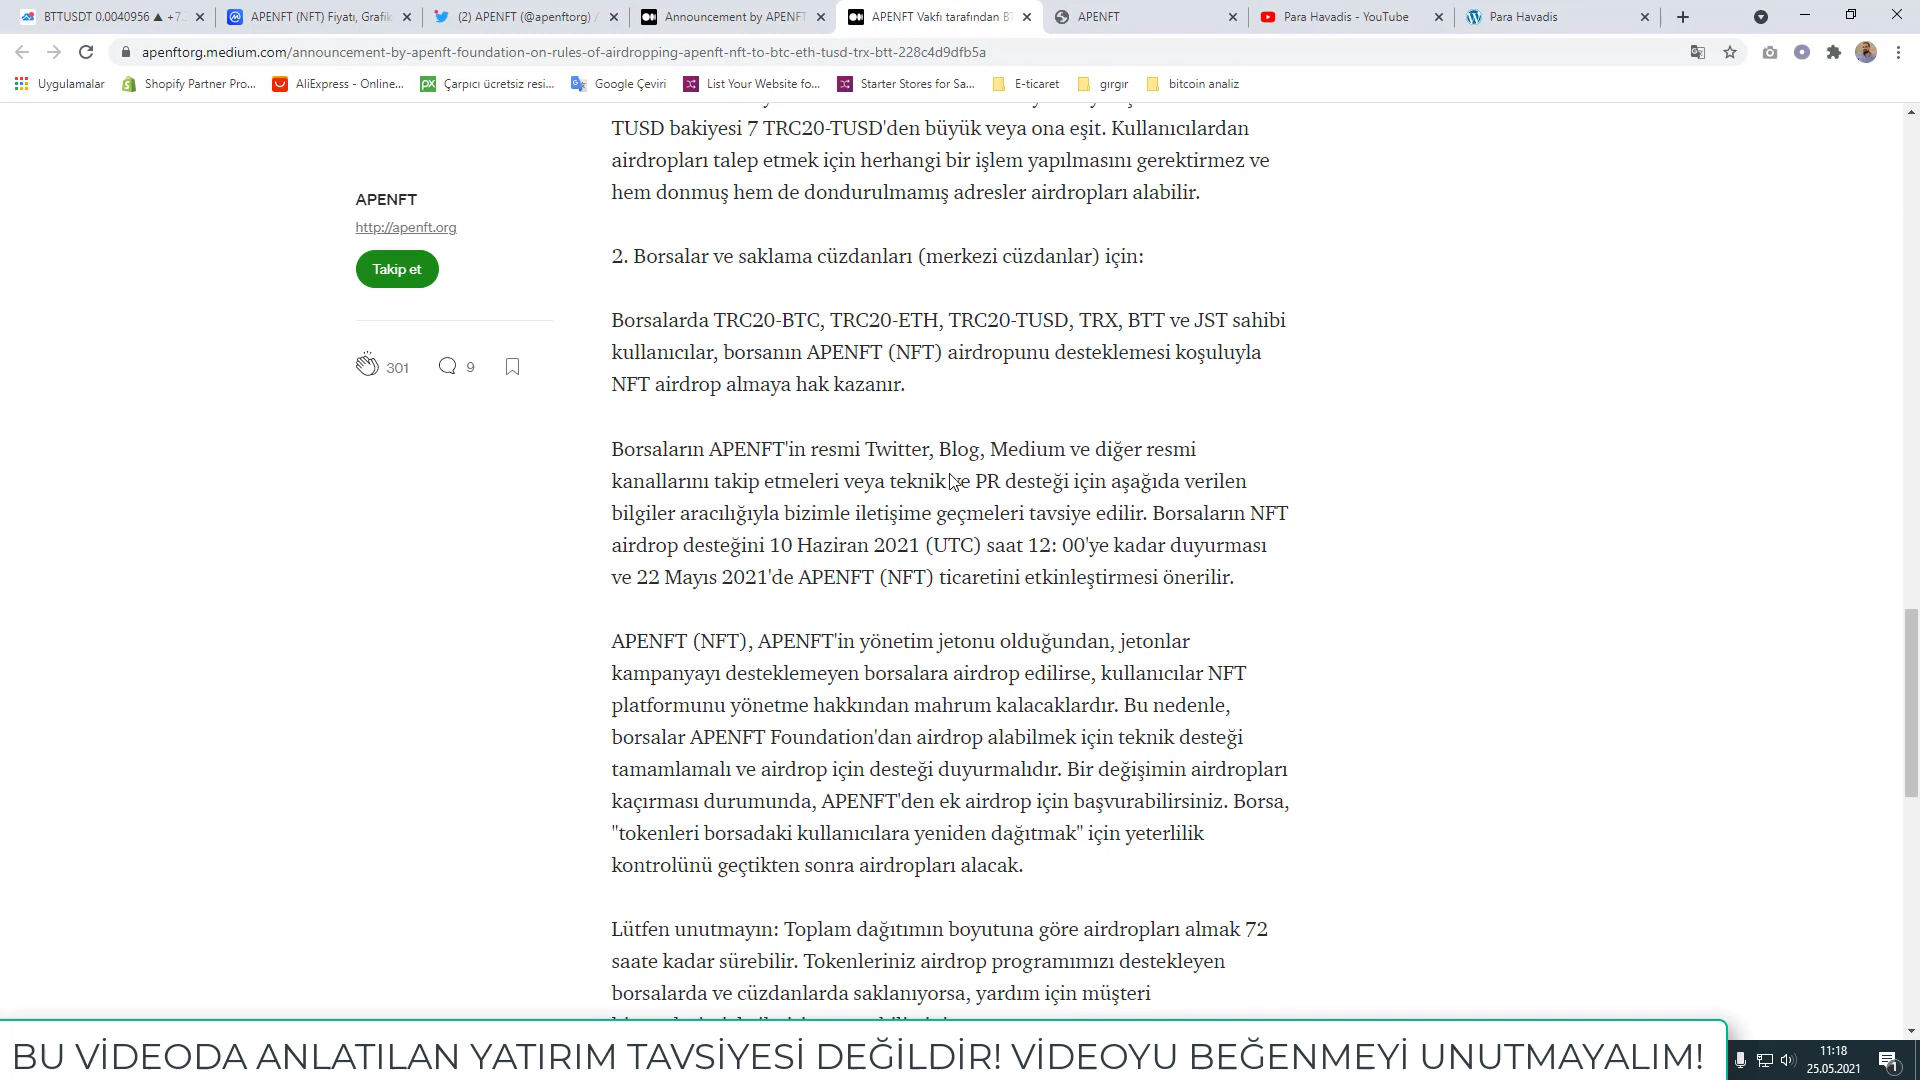 BTTUSDT 0.0040956 ▲ +7.
APENFT (NFT) Fiyatı, Grafik
(2) APENFT (@apenftorg) /
Announcement by APENFT
APENFT Vakfı tarafından BT
APENFT
Para Havadis - YouTube
Para Havadis
apenftorg.medium.com/announcement-by-apenft-foundation-on-rules-of-airdropping-apenft-nft-to-btc-eth-tusd-trx-btt-228c4d9dfb5a
Uygulamalar
Shopify Partner Pro...
AliExpress - Online...
Çarpıcı ücretsiz resi...
Google Çeviri
List Your Website fo...
Starter Stores for Sa...
E-ticaret
gırgır
bitcoin analiz
TUSD bakiyesi 7 TRC20-TUSD'den büyük veya ona eşit. Kullanıcılardan
airdropları talep etmek için herhangi bir işlem yapılmasını gerektirmez ve
hem donmuş hem de dondurulmamış adresler airdropları alabilir.
APENFT
http://apenft.org
Takip et
301
9
2. Borsalar ve saklama cüzdanları (merkezi cüzdanlar) için:
Borsalarda TRC20-BTC, TRC20-ETH, TRC20-TUSD, TRX, BTT ve JST sahibi
kullanıcılar, borsanın APENFT (NFT) airdropunu desteklemesi koşuluyla
NFT airdrop almaya hak kazanır.
Borsaların APENFT'in resmi Twitter, Blog, Medium ve diğer resmi
kanallarını takip etmeleri veya teknik ve PR desteği için aşağıda verilen
bilgiler aracılığıyla bizimle iletişime geçmeleri tavsiye edilir. Borsaların NFT
airdrop desteğini 10 Haziran 2021 (UTC) saat 12: 00'ye kadar duyurması
ve 22 Mayıs 2021'de APENFT (NFT) ticaretini etkinleştirmesi önerilir.
APENFT (NFT), APENFT'in yönetim jetonu olduğundan, jetonlar
kampanyayı desteklemeyen borsalara airdrop edilirse, kullanıcılar NFT
platformunu yönetme hakkından mahrum kalacaklardır. Bu nedenle,
borsalar APENFT Foundation'dan airdrop alabilmek için teknik desteği
tamamlamalı ve airdrop için desteği duyurmalıdır. Bir değişimin airdropları
kaçırması durumunda, APENFT'den ek airdrop için başvurabilirsiniz. Borsa,
"tokenleri borsadaki kullanıcılara yeniden dağıtmak" için yeterlilik
kontrolünü geçtikten sonra airdropları alacak.
Lütfen unutmayın: Toplam dağıtımın boyutuna göre airdropları almak 72
saate kadar sürebilir. Tokenleriniz airdrop programımızı destekleyen
borsalarda ve cüzdanlarda saklanıyorsa, yardım için müşteri
BU VİDEODA ANLATILAN YATIRIM TAVSİYESİ DEĞİLDİR! VİDEOYU BEĞENMEYİ UNUTMAYALIM!
11:18
25.05.2021
1